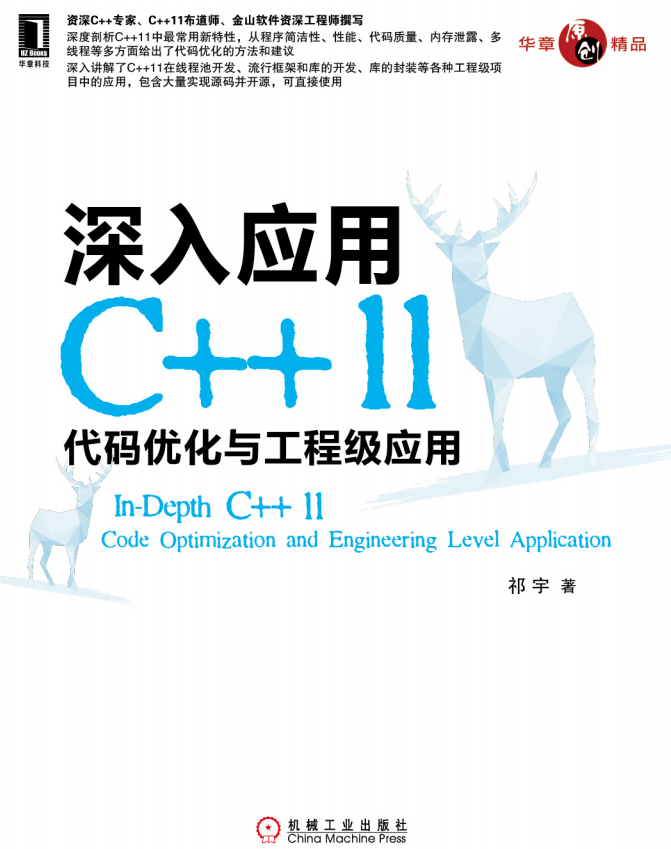 资深C++专家、C++11布道师、金山软件资深工程师撰写
深度剖析C++11中最常用新特性，从程序简洁性、性能、代码质量、内存泄露、多
线程等多方面给出了代码优化的方法和建议
深入讲解了C++11在线程池开发、流行框架和库的开发、库的封装等各种工程级项
目中的应用，包含大量实现源码并开源，可直接使用
HZ Books
华章科技
华章 原创 精品
深入应用
C++11
代码优化与工程级应用
In-Depth C++ 11
Code Optimization and Engineering Level Application
祁宇 著
机械工业出版社
China Machine Press